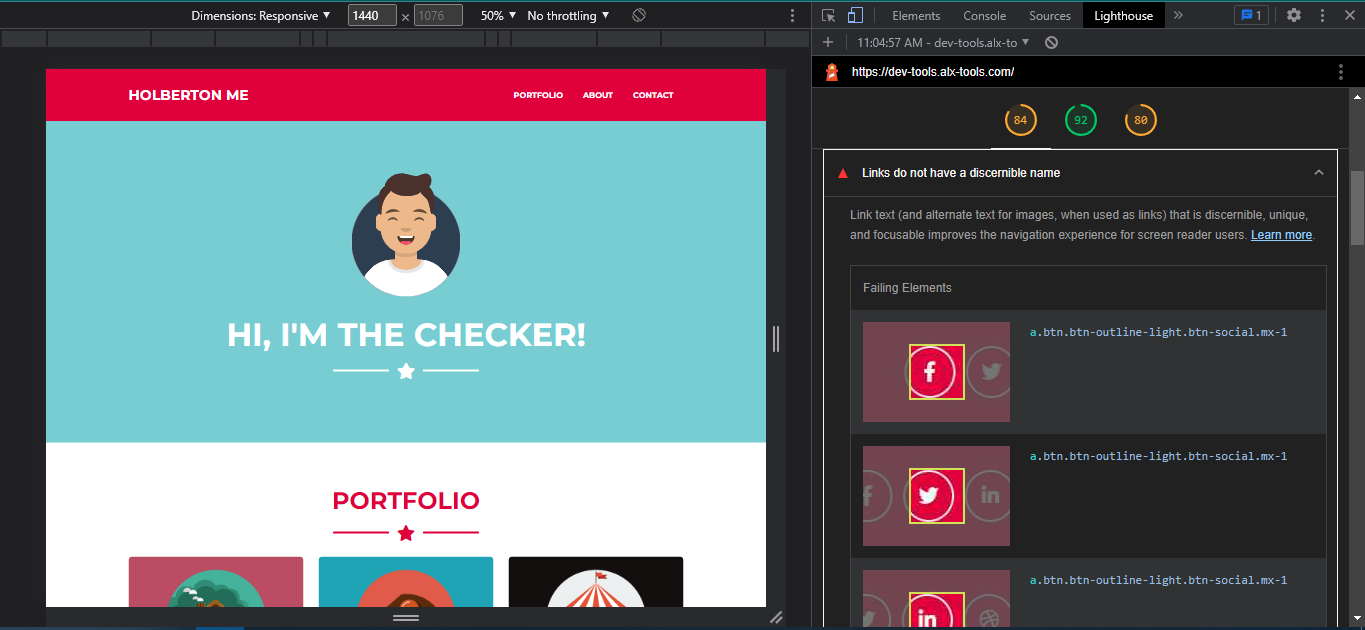 Dimensions: Responsive ▼ 1440 × 1076 50% ▼ No throttling ▼
Elements Console Sources Lighthouse » 1
+ 11:04:57 AM - dev-tools.alx-to ▼
https://dev-tools.alx-tools.com/
84 92 80
Links do not have a discernible name
Link text (and alternate text for images, when used as links) that is discernible, unique,
and focusable improves the navigation experience for screen reader users. Learn more.
Failing Elements
a.btn.btn-outline-light.btn-social.mx-1
a.btn.btn-outline-light.btn-social.mx-1
a.btn.btn-outline-light.btn-social.mx-1
HOLBERTON ME
PORTFOLIO ABOUT CONTACT
HI, I'M THE CHECKER!
PORTFOLIO